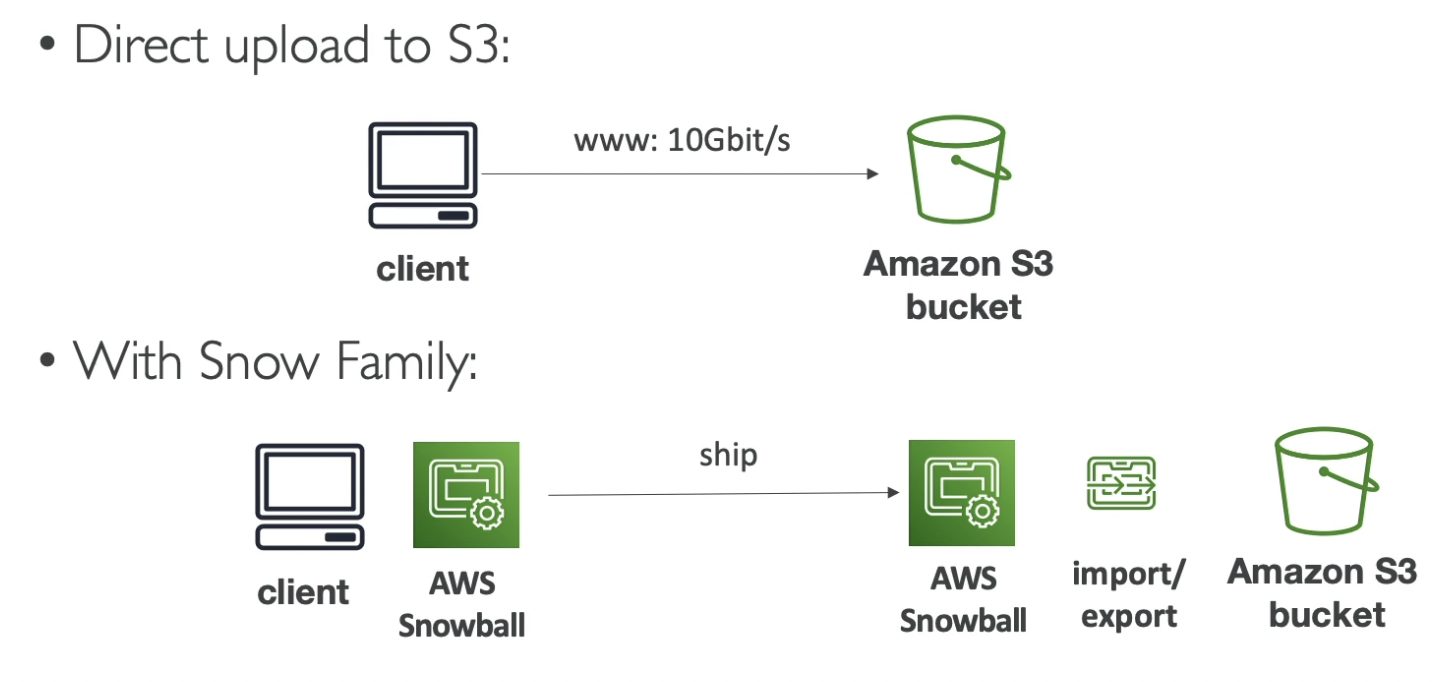 • Direct upload to S3:
www: 10Gbit/s
client
Amazon S3
bucket
• With Snow Family:
ship
client
AWS
Snowball
AWS
Snowball
import/
export
Amazon S3
bucket